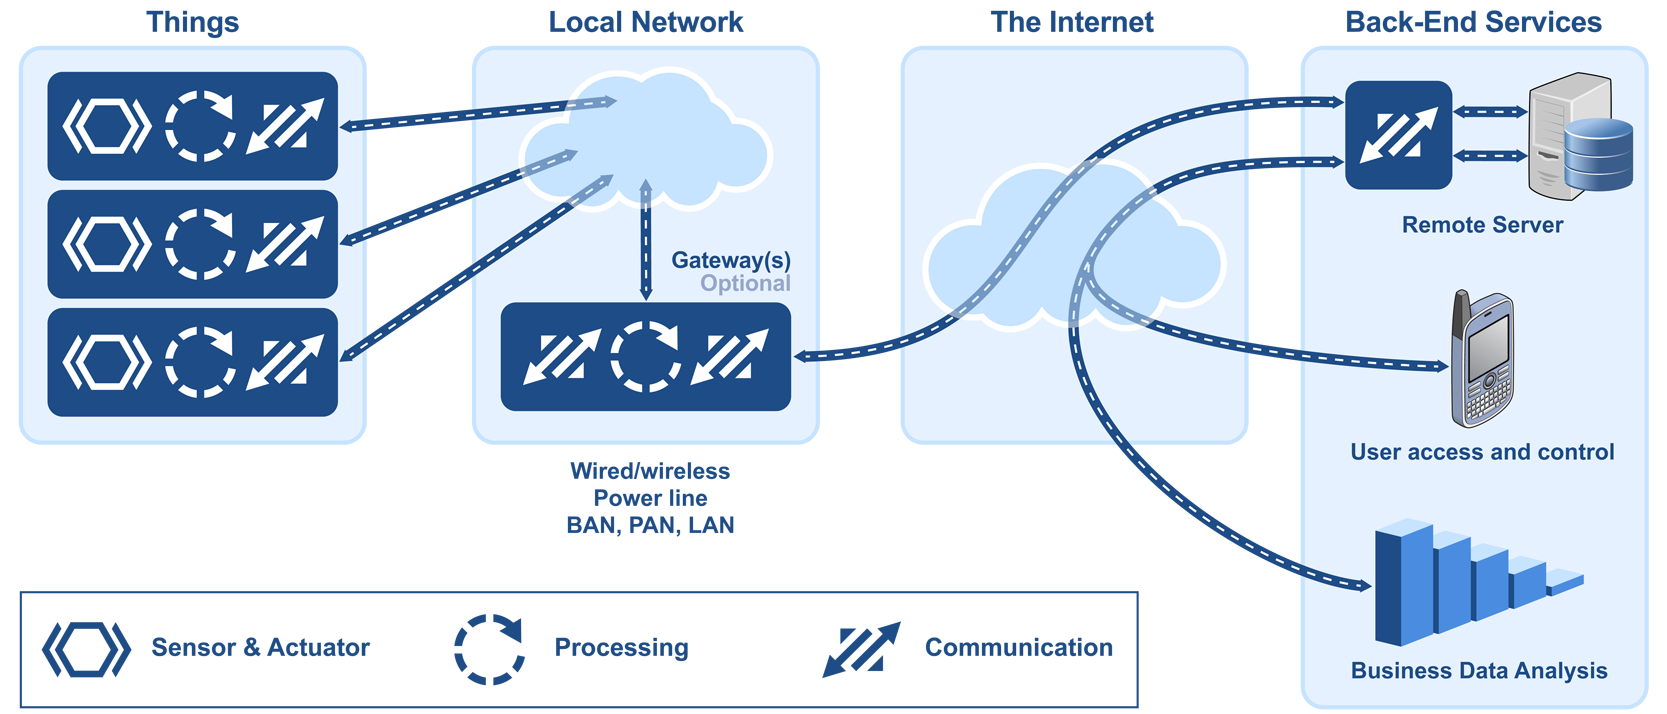 Things
Local Network
The Internet
Back-End Services
Gateway(s)
Optional
Remote Server
User access and control
Wired/wireless
Power line
BAN, PAN, LAN
Sensor & Actuator
Processing
Communication
Business Data Analysis